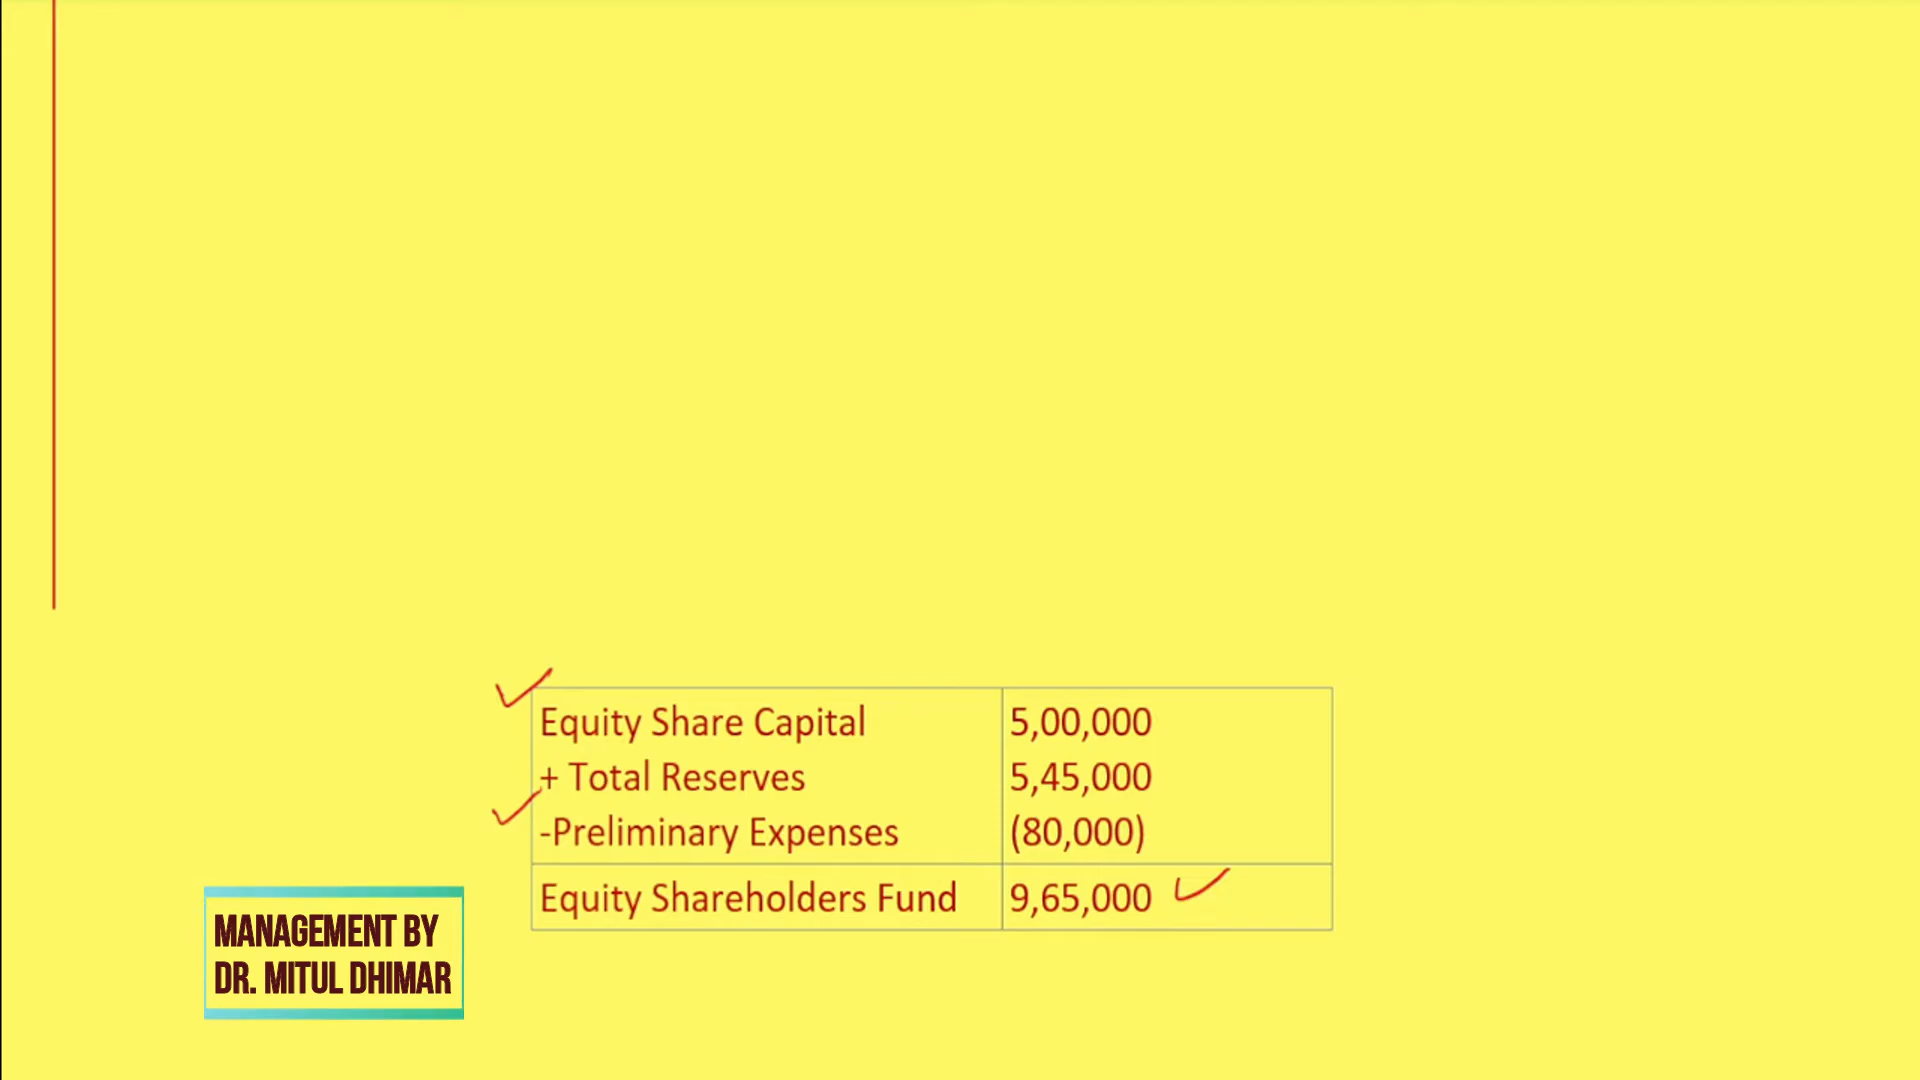 Equity Share Capital 5,00,000
+ Total Reserves 5,45,000
-Preliminary Expenses (80,000)
Equity Shareholders Fund 9,65,000
MANAGEMENT BY
DR. MITUL DHIMAR